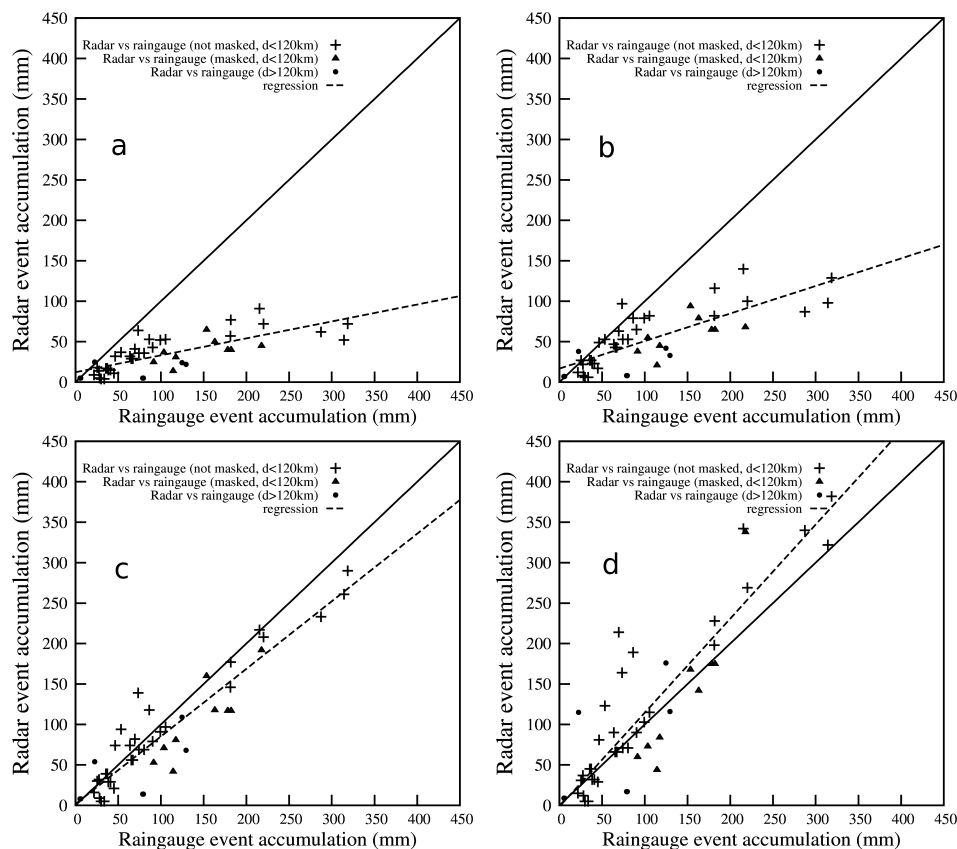 450
400
350
300
250
200
150
100
50
0
Radar event accumulation (mm)
Radar vs raingauge (not masked, d<120km)
Radar vs raingauge (masked, d<120km)
Radar vs raingauge (d>120km)
regression
a
0 50 100 150 200 250 300 350 400 450
Raingauge event accumulation (mm)
450
400
350
300
250
200
150
100
50
0
Radar event accumulation (mm)
Radar vs raingauge (not masked, d<120km)
Radar vs raingauge (masked, d<120km)
Radar vs raingauge (d>120km)
regression
b
0 50 100 150 200 250 300 350 400 450
Raingauge event accumulation (mm)
450
400
350
300
250
200
150
100
50
0
Radar event accumulation (mm)
Radar vs raingauge (not masked, d<120km)
Radar vs raingauge (masked, d<120km)
Radar vs raingauge (d>120km)
regression
c
0 50 100 150 200 250 300 350 400 450
Raingauge event accumulation (mm)
450
400
350
300
250
200
150
100
50
0
Radar event accumulation (mm)
Radar vs raingauge (not masked, d<120km)
Radar vs raingauge (masked, d<120km)
Radar vs raingauge (d>120km)
regression
d
0 50 100 150 200 250 300 350 400 450
Raingauge event accumulation (mm)